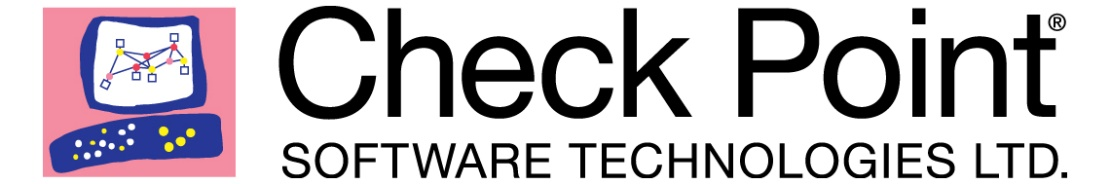 Check Point®
SOFTWARE TECHNOLOGIES LTD.